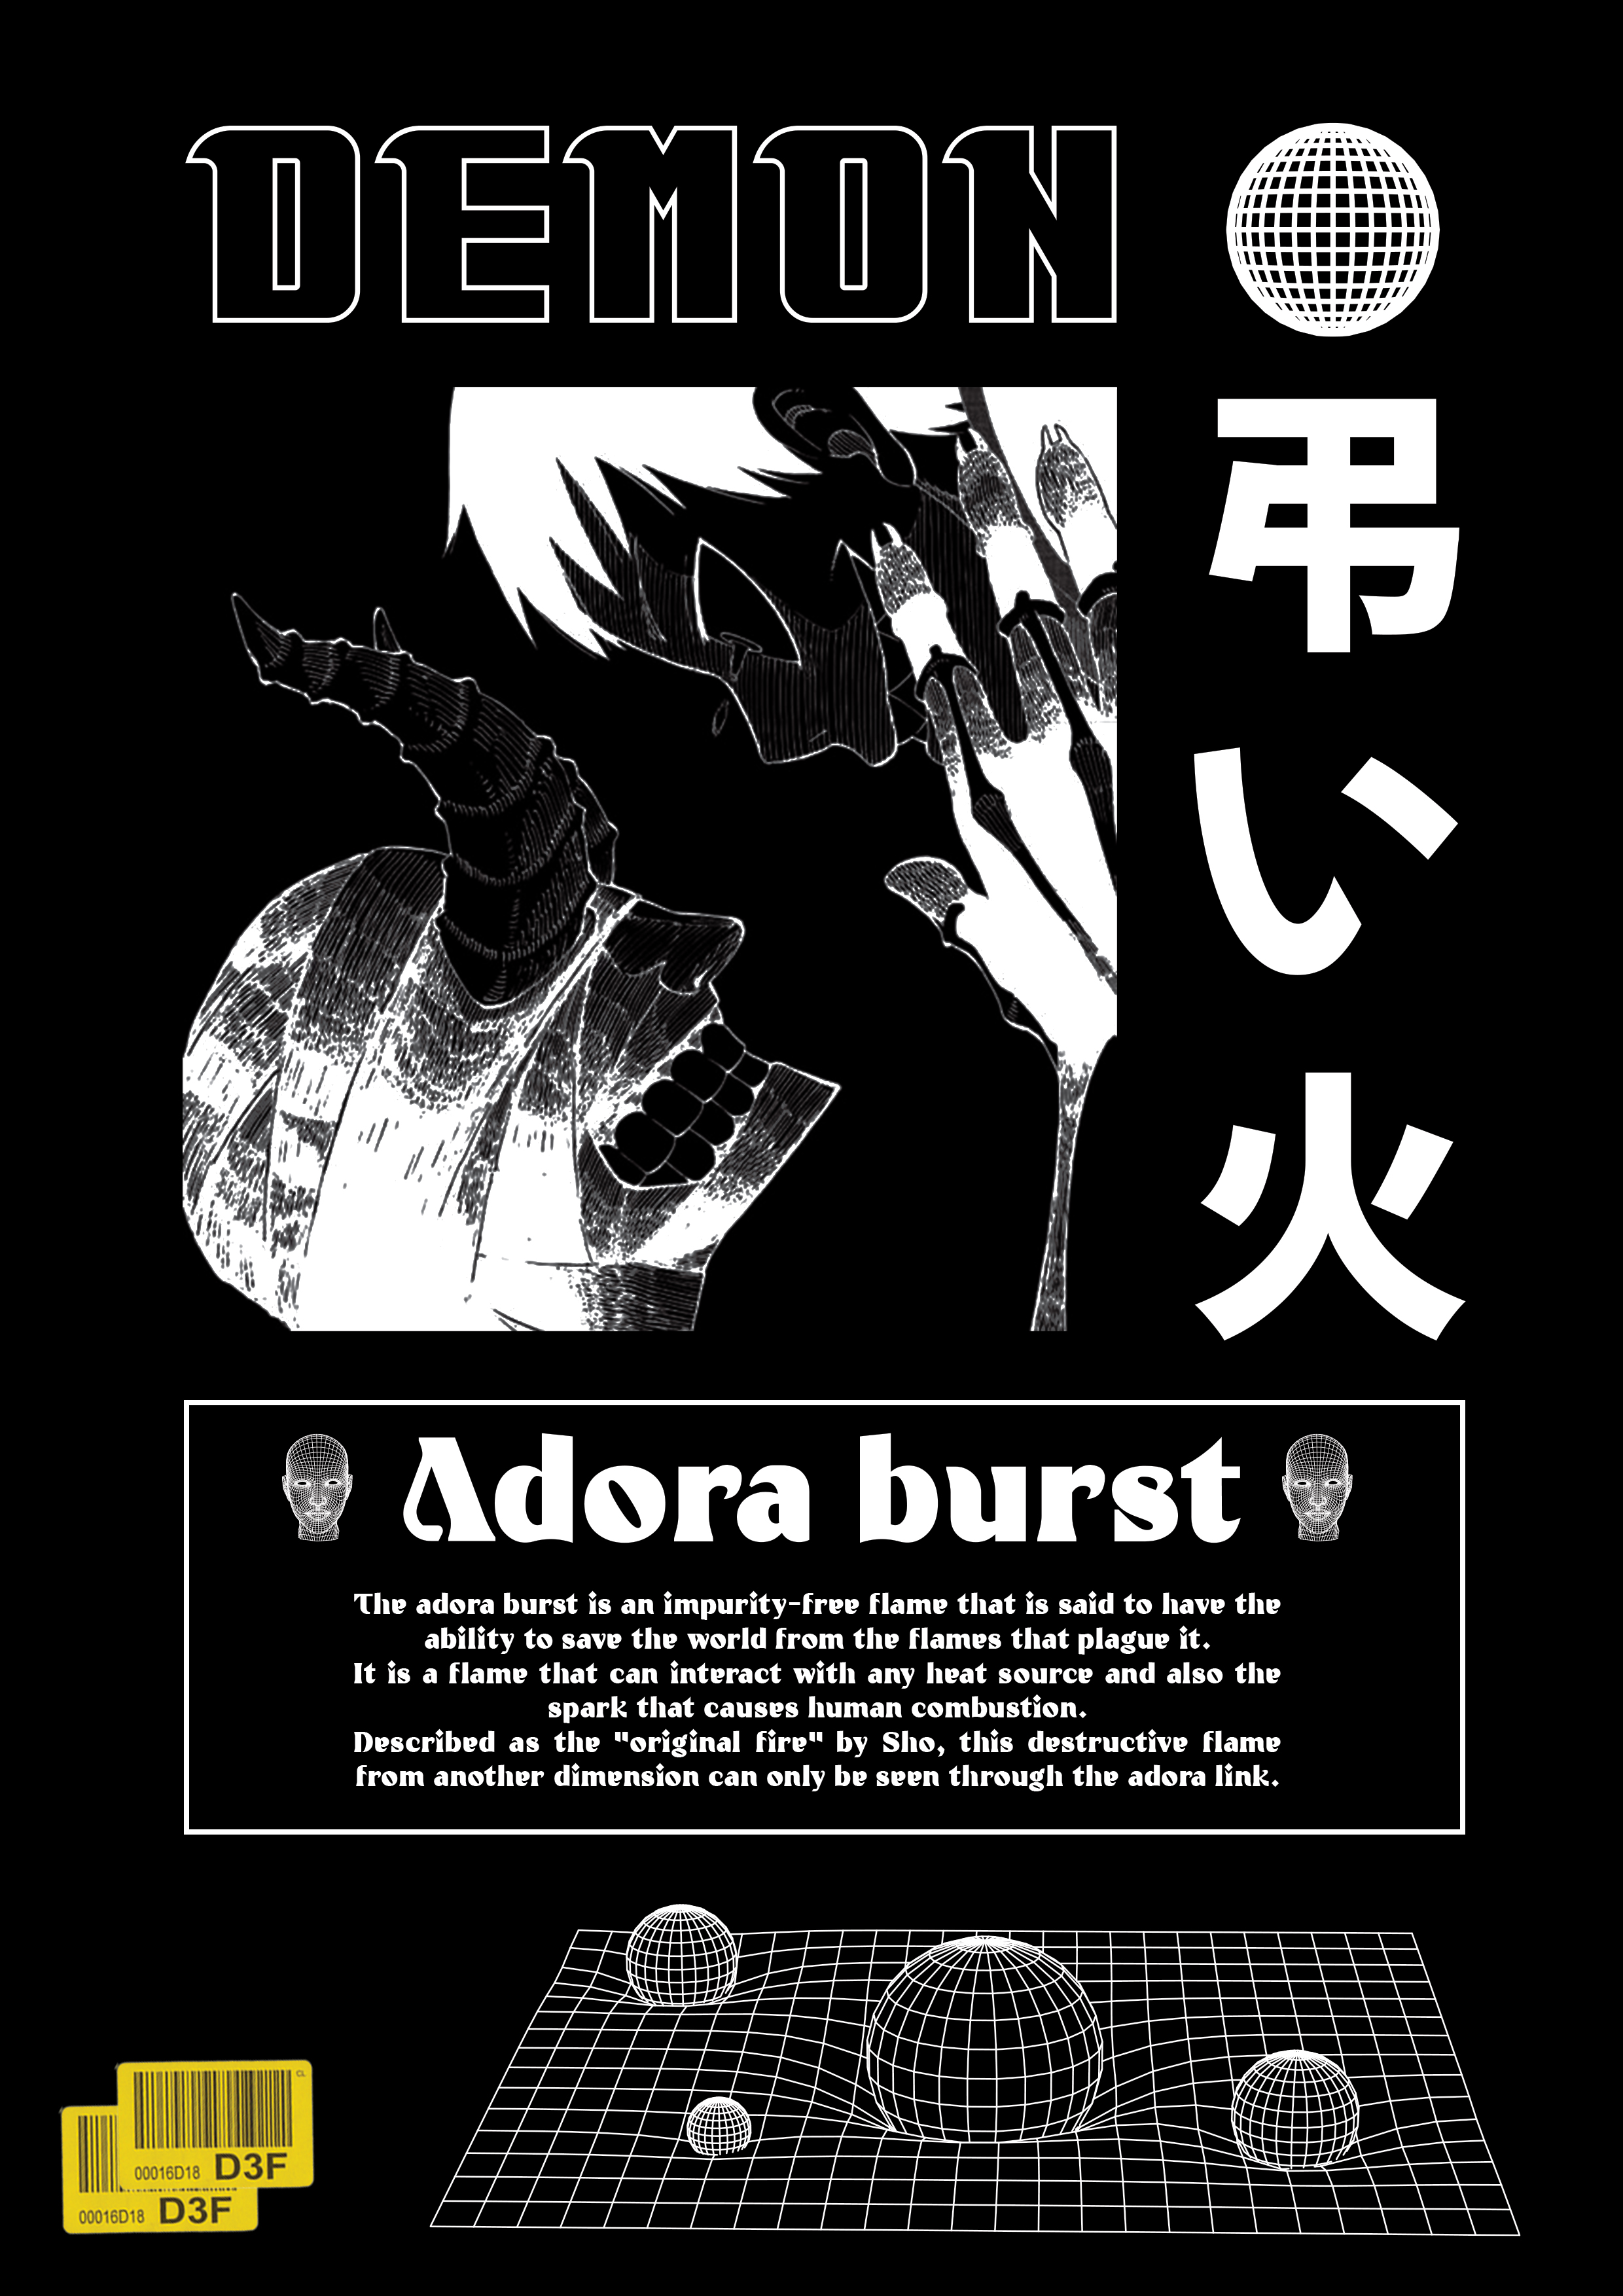 DEMON
弔い火
Adora burst
The adora burst is an impurity-free flame that is said to have the
ability to save the world from the flames that plague it.
It is a flame that can interact with any heat source and also the
spark that causes human combustion.
Described as the "original fire" by Sho, this destructive flame
from another dimension can only be seen through the adora link.
CL
00016D18 D3F
00016D18 D3F